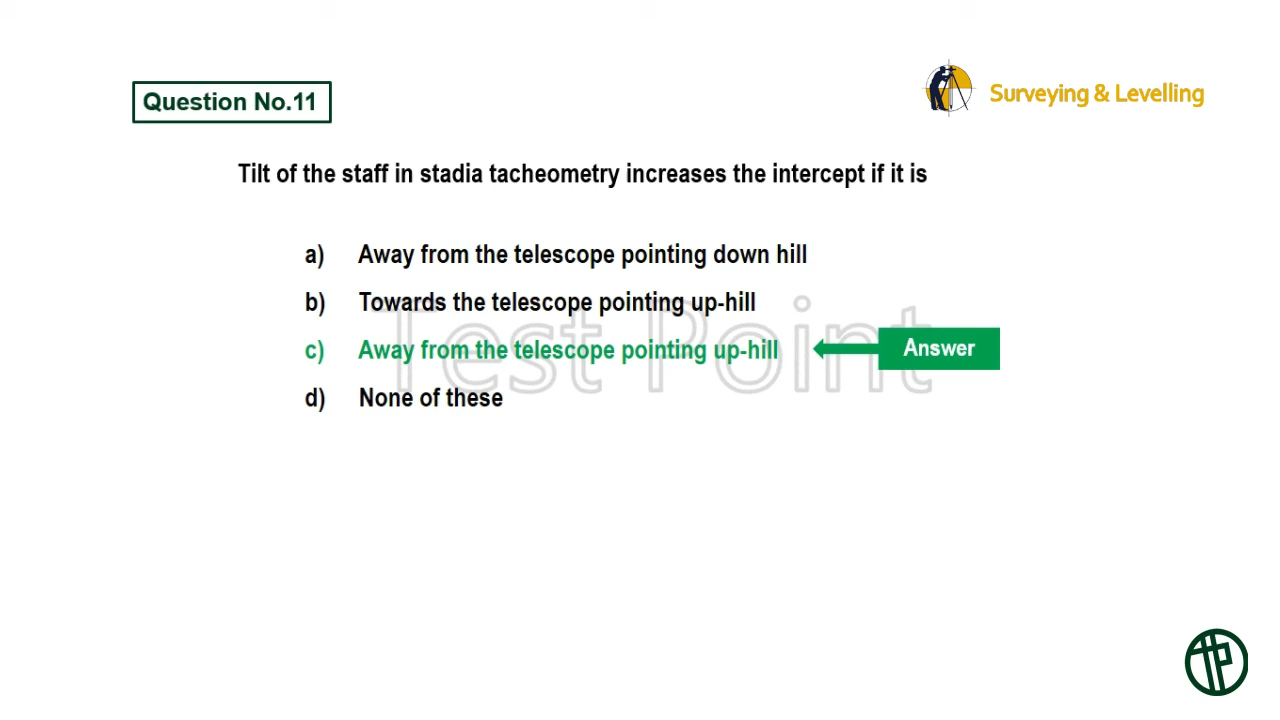 Question No.11
Surveying & Levelling
Tilt of the staff in stadia tacheometry increases the intercept if it is
a) Away from the telescope pointing down hill
b) Towards the telescope pointing up-hill
c) Away from the telescope pointing up-hill
Answer
d) None of these
Test Point